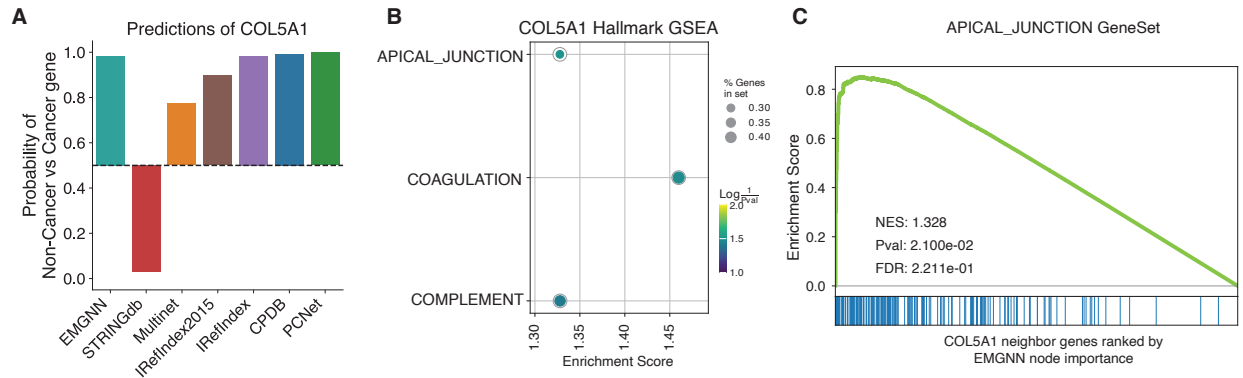 A
Predictions of COL5A1
Probability of
Non-Cancer vs Cancer gene
1.0
0.8
0.6
0.4
0.2
0.0
EMGNN
STRINGdb
Multinet
IRefIndex2015
IRefIndex
CPDB
PCNet
B
COL5A1 Hallmark GSEA
APICAL_JUNCTION
COAGULATION
COMPLEMENT
1.30
1.35
1.40
1.45
Enrichment Score
% Genes
in set
0.30
0.35
0.40
Log 1/Pval
2.0
1.5
1.0
C
APICAL_JUNCTION GeneSet
Enrichment Score
0.8
0.6
0.4
0.2
0.0
NES: 1.328
Pval: 2.100e-02
FDR: 2.211e-01
COL5A1 neighbor genes ranked by
EMGNN node importance